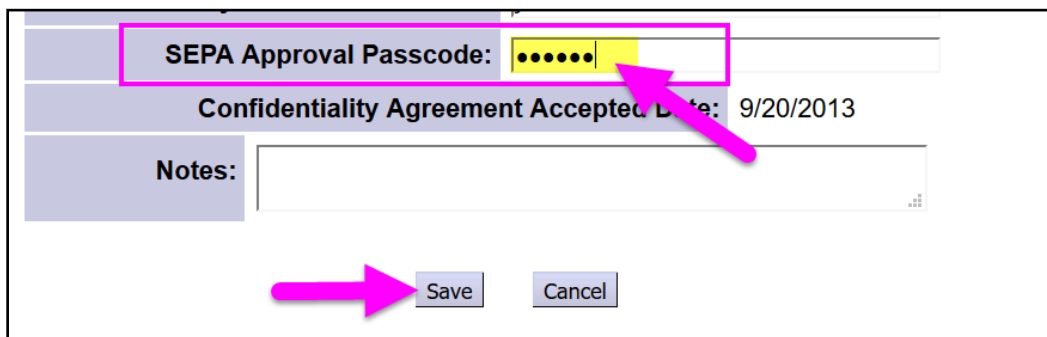 SEPA Approval Passcode: ••••••
Confidentiality Agreement Accepted Date: 9/20/2013
Notes:
Save Cancel